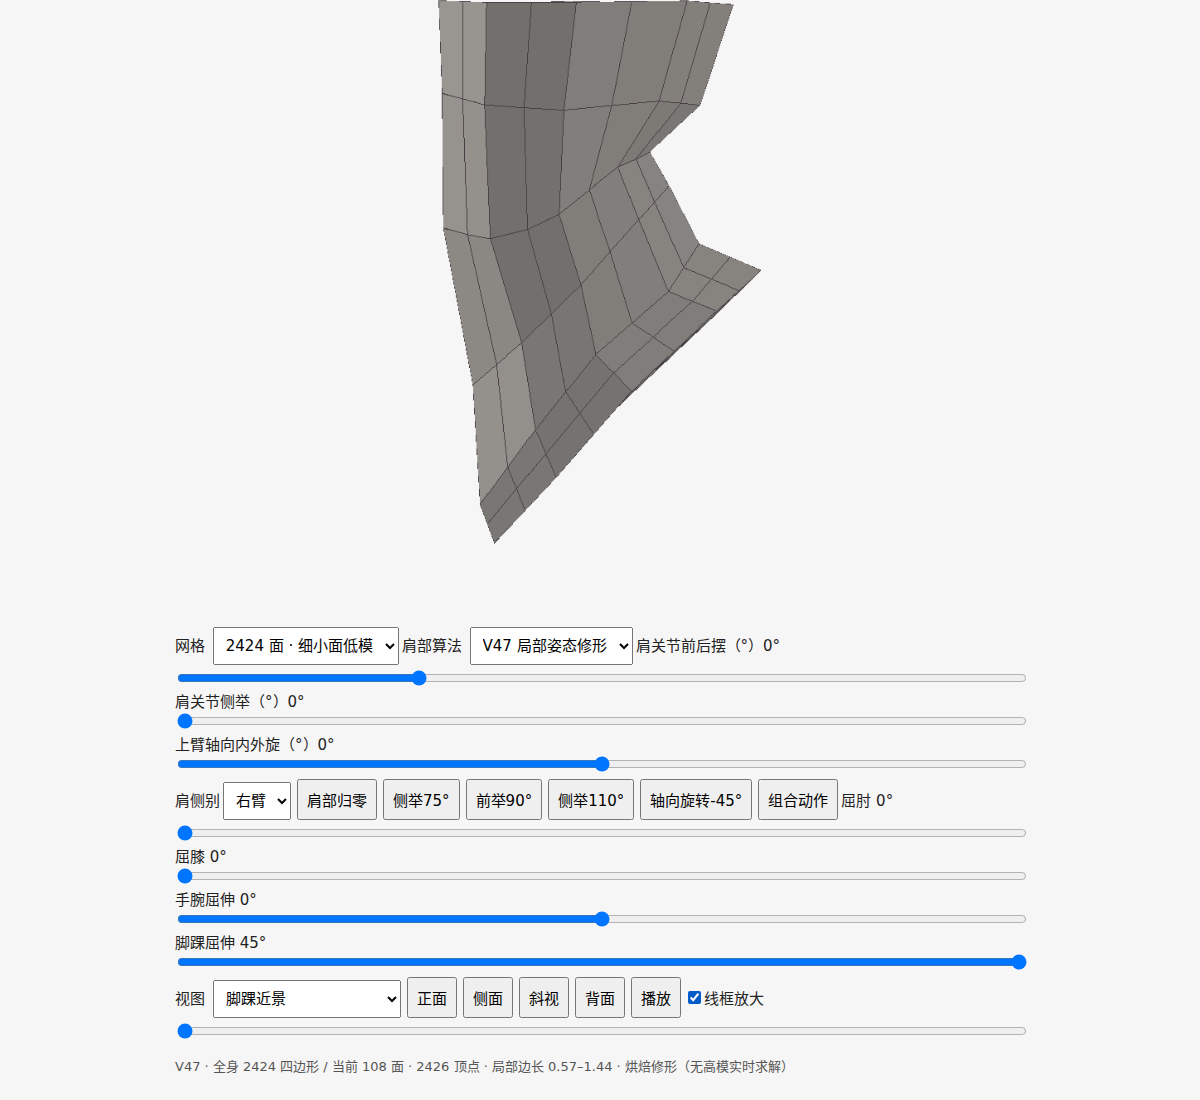 网格 2424 面 · 细小面低模 肩部算法 V47 局部姿态修形 肩关节前后摆（°）0°
肩关节侧举（°）0°
上臂轴向内外旋（°）0°
肩侧别 右臂 肩部归零 侧举75° 前举90° 侧举110° 轴向旋转-45° 组合动作 屈肘 0°
屈膝 0°
手腕屈伸 0°
脚踝屈伸 45°
视图 脚踝近景 正面 侧面 斜视 背面 播放 线框放大
V47 · 全身 2424 四边形 / 当前 108 面 · 2426 顶点 · 局部边长 0.57–1.44 · 烘焙修形（无高模实时求解）